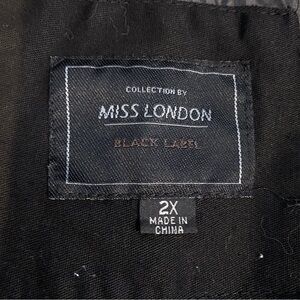 COLLECTION BY
MISS LONDON
BLACK LABEL
2X
MADE IN
CHINA